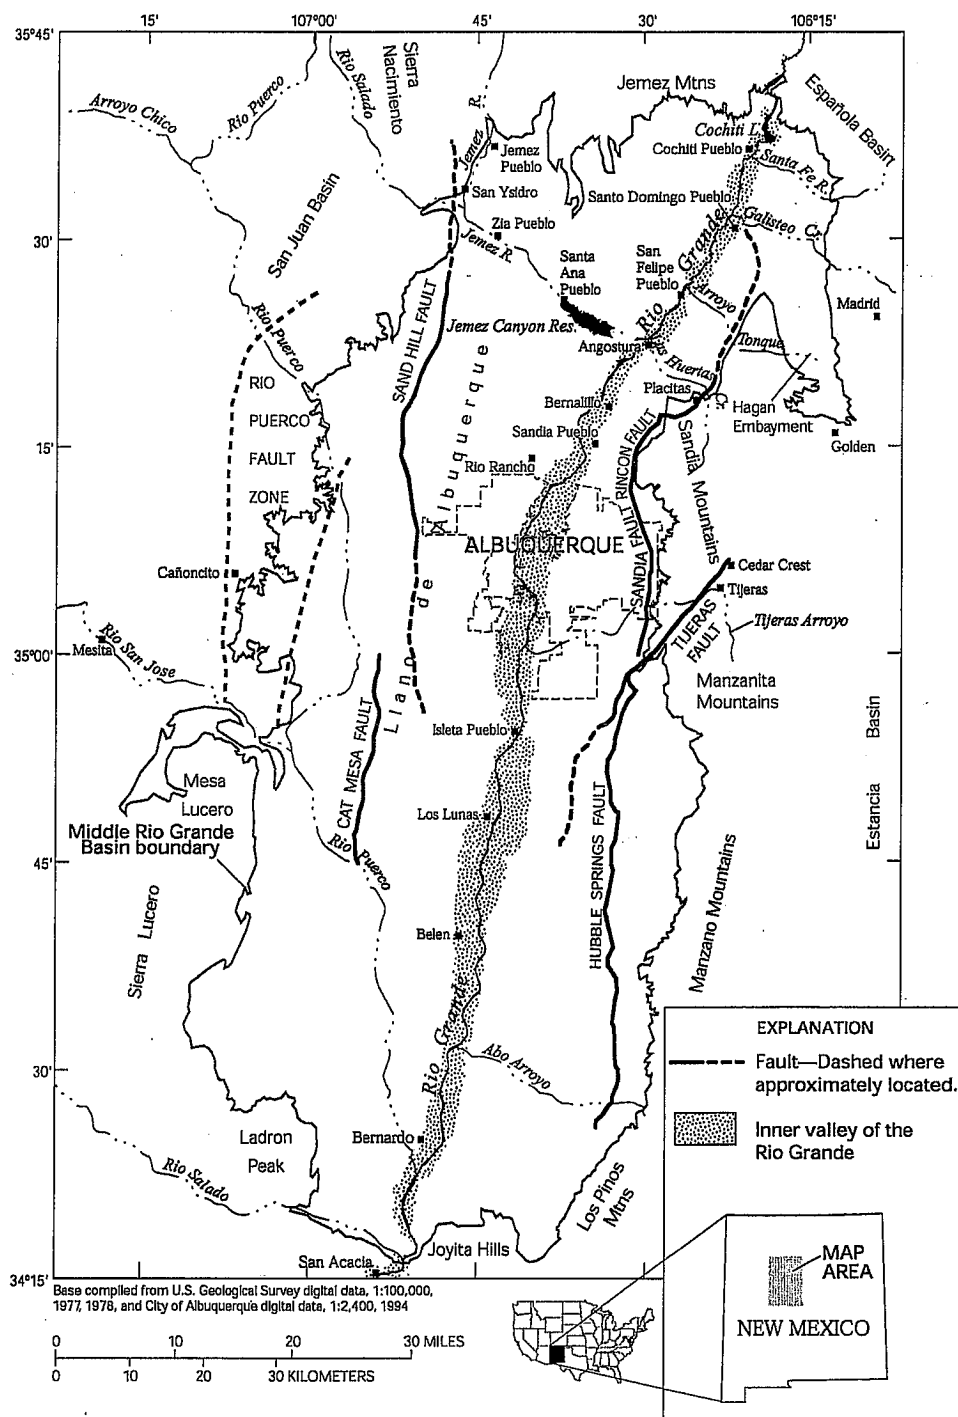 15'
107°00'
45'
30'
106°15'
35°45'
30'
15'
35°00'
45'
30'
34°15'
Sierra
Nacimiento
Rio Salado
Rio Puerco
Arroyo Chico
Jemez R.
Jemez Mtns
Española Basin
Cochiti L.
Cochiti Pueblo
Jemez
Pueblo
San Ysidro
Santa Fe R.
Santo Domingo Pueblo
Galisteo Cr.
San Juan Basin
Zia Pueblo
Jemez R.
Santa
Ana
Pueblo
San
Felipe
Pueblo
Rio Grande
Arroyo
Tonque
Madrid
Rio Puerco
SAND HILL FAULT
Jemez Canyon Res.
Angostura
Las Huertas
Cr.
Placitas
Hagan
Embayment
Golden
RIO
PUERCO
FAULT
ZONE
Bernalillo
Sandia Pueblo
Rio Rancho
Llano de Albuquerque
RINCON FAULT
Sandia Mountains
ALBUQUERQUE
SANDIA FAULT
Cañoncito
Cedar Crest
Tijeras
Tijeras Arroyo
TIJERAS
FAULT
Mesita
Rio San Jose
Manzanita
Mountains
Isleta Pueblo
Estancia Basin
CAT MESA FAULT
Mesa
Lucero
Los Lunas
Middle Rio Grande
Basin boundary
Rio Puerco
HUBBLE SPRINGS FAULT
Manzano Mountains
Sierra Lucero
Belen
Rio Grande
Abo Arroyo
Ladron
Peak
Bernardo
Rio Salado
Los Pinos
Mtns
San Acacia
Joyita Hills
EXPLANATION
Fault—Dashed where
approximately located.
Inner valley of the
Rio Grande
MAP
AREA
NEW MEXICO
Base compiled from U.S. Geological Survey digital data, 1:100,000,
1977, 1978, and City of Albuquerque digital data, 1:2,400, 1994
0 10 20 30 MILES
0 10 20 30 KILOMETERS